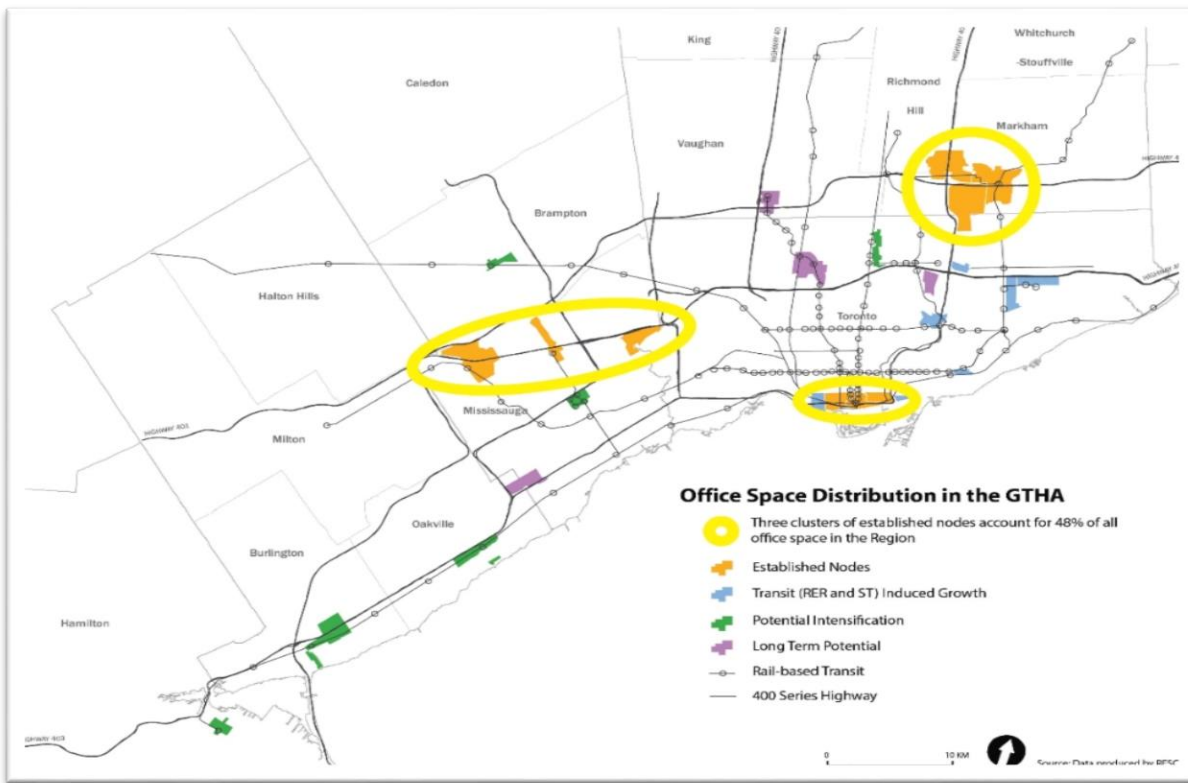 King
Whitchurch
-Stouffville
Caledon
Richmond
Hill
Markham
Vaughan
Brampton
Halton Hills
Toronto
Mississauga
HIGHWAY 401
Milton
Oakville
Burlington
Hamilton
Office Space Distribution in the GTHA
Three clusters of established nodes account for 48% of all
office space in the Region
Established Nodes
Transit (RER and ST) Induced Growth
Potential Intensification
Long Term Potential
Rail-based Transit
400 Series Highway
0 10 KM